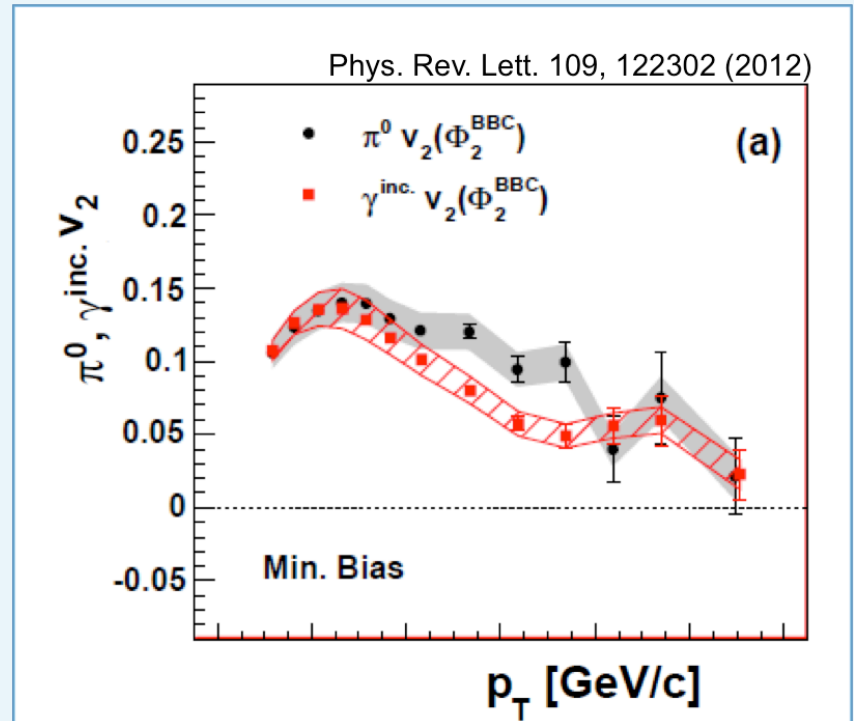 Phys. Rev. Lett. 109, 122302 (2012)
(a)
π⁰ v₂(Φ₂^BBC)
γ^inc. v₂(Φ₂^BBC)
π⁰, γ^inc. v₂
0.25
0.2
0.15
0.1
0.05
0
-0.05
Min. Bias
p_T [GeV/c]